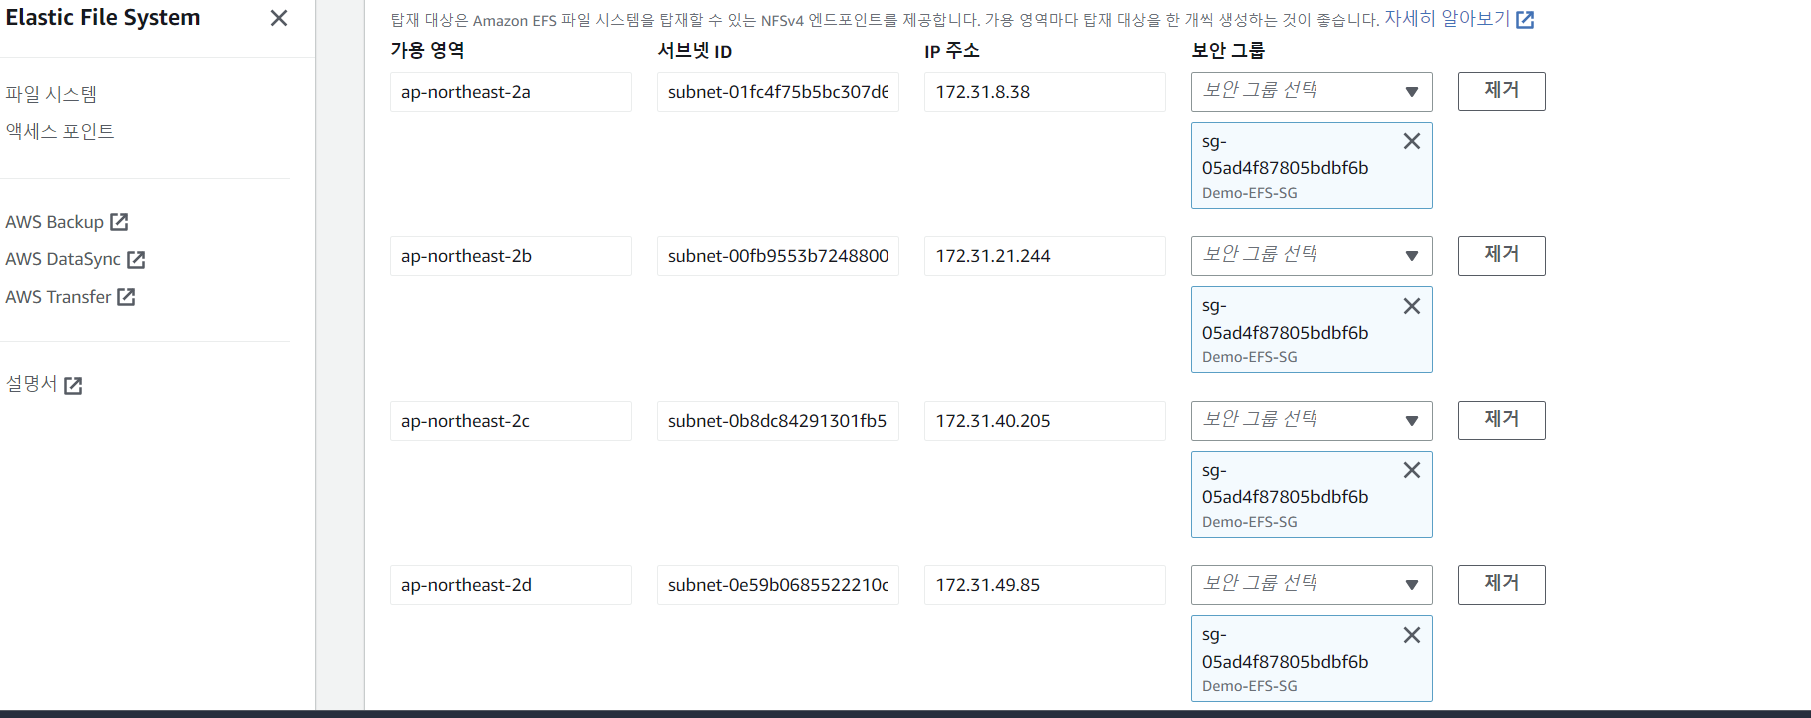 Elastic File System
파일 시스템
액세스 포인트
AWS Backup
AWS DataSync
AWS Transfer
설명서
탑재 대상은 Amazon EFS 파일 시스템을 탑재할 수 있는 NFSv4 엔드포인트를 제공합니다. 가용 영역마다 탑재 대상을 한 개씩 생성하는 것이 좋습니다. 자세히 알아보기
가용 영역 서브넷 ID IP 주소 보안 그룹
ap-northeast-2a subnet-01fc4f75b5bc307d6 172.31.8.38 보안 그룹 선택 제거
sg-
05ad4f87805bdbf6b
Demo-EFS-SG
ap-northeast-2b subnet-00fb9553b7248800 172.31.21.244 보안 그룹 선택 제거
sg-
05ad4f87805bdbf6b
Demo-EFS-SG
ap-northeast-2c subnet-0b8dc84291301fb5 172.31.40.205 보안 그룹 선택 제거
sg-
05ad4f87805bdbf6b
Demo-EFS-SG
ap-northeast-2d subnet-0e59b0685522210c 172.31.49.85 보안 그룹 선택 제거
sg-
05ad4f87805bdbf6b
Demo-EFS-SG